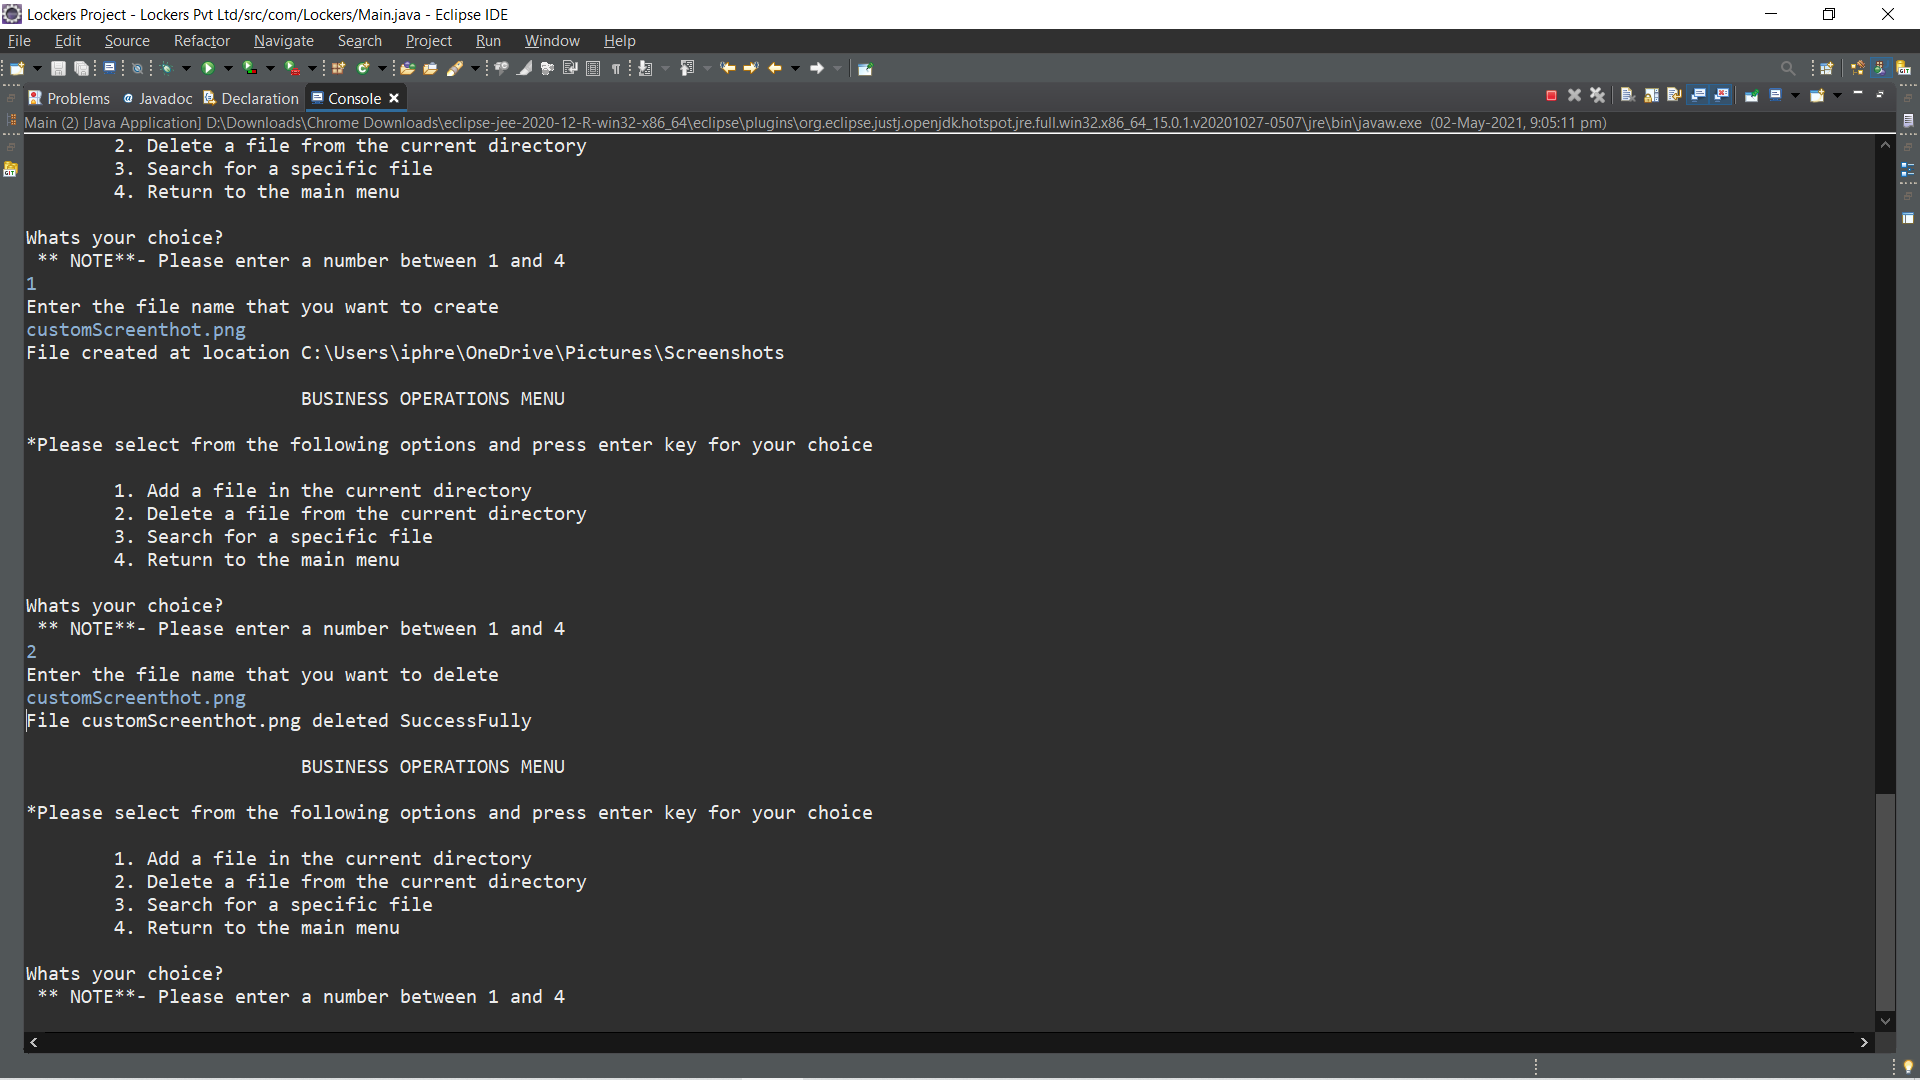 Lockers Project - Lockers Pvt Ltd/src/com/Lockers/Main.java - Eclipse IDE
File Edit Source Refactor Navigate Search Project Run Window Help
Problems Javadoc Declaration Console
Main (2) [Java Application] D:\Downloads\Chrome Downloads\eclipse-jee-2020-12-R-win32-x86_64\eclipse\plugins\org.eclipse.justj.openjdk.hotspot.jre.full.win32.x86_64_15.0.1.v20201027-0507\jre\bin\javaw.exe (02-May-2021, 9:05:11 pm)
2. Delete a file from the current directory
3. Search for a specific file
4. Return to the main menu
Whats your choice?
** NOTE**- Please enter a number between 1 and 4
1
Enter the file name that you want to create
customScreenthot.png
File created at location C:\Users\iphre\OneDrive\Pictures\Screenshots
BUSINESS OPERATIONS MENU
*Please select from the following options and press enter key for your choice
1. Add a file in the current directory
2. Delete a file from the current directory
3. Search for a specific file
4. Return to the main menu
Whats your choice?
** NOTE**- Please enter a number between 1 and 4
2
Enter the file name that you want to delete
customScreenthot.png
File customScreenthot.png deleted SuccessFully
BUSINESS OPERATIONS MENU
*Please select from the following options and press enter key for your choice
1. Add a file in the current directory
2. Delete a file from the current directory
3. Search for a specific file
4. Return to the main menu
Whats your choice?
** NOTE**- Please enter a number between 1 and 4